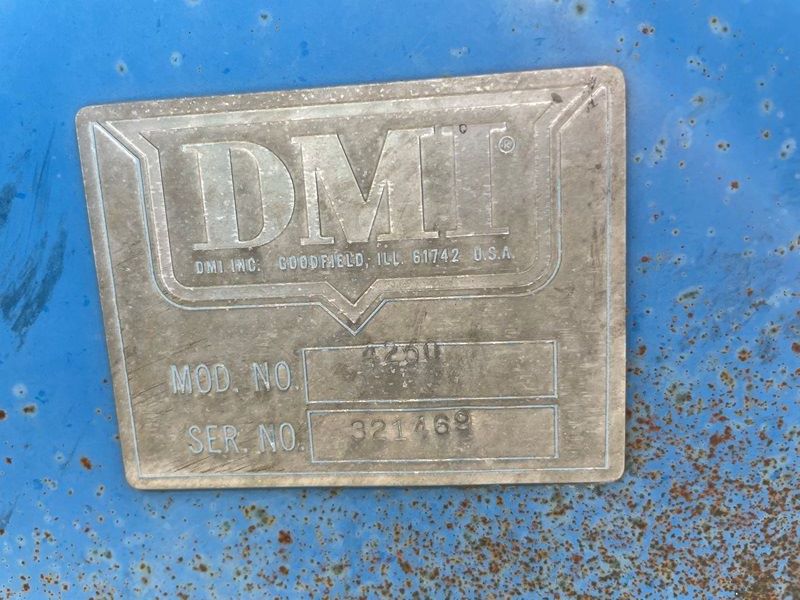 DMI®
DMI INC. GOODFIELD, ILL. 61742 U.S.A.
MOD. NO. 4250
SER. NO. 321469